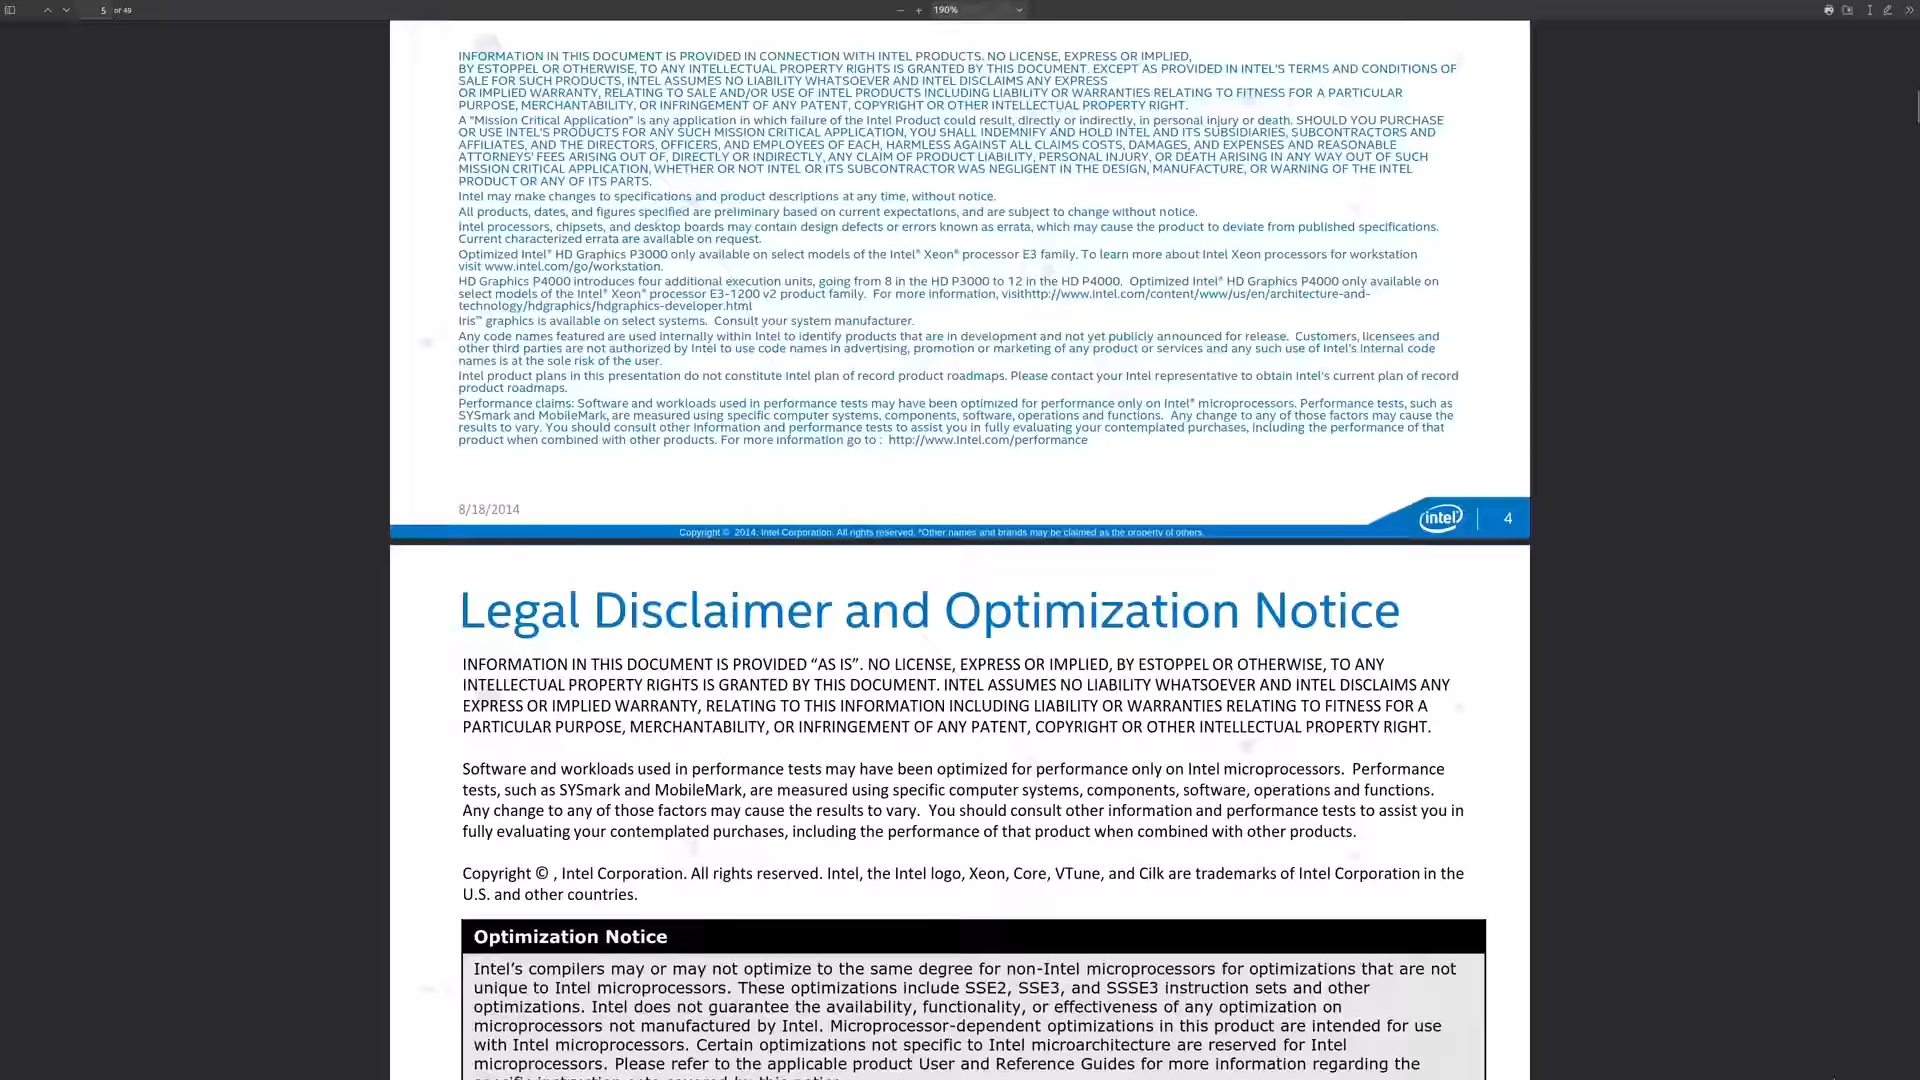 5 of 49
190%
INFORMATION IN THIS DOCUMENT IS PROVIDED IN CONNECTION WITH INTEL PRODUCTS. NO LICENSE, EXPRESS OR IMPLIED,
BY ESTOPPEL OR OTHERWISE, TO ANY INTELLECTUAL PROPERTY RIGHTS IS GRANTED BY THIS DOCUMENT. EXCEPT AS PROVIDED IN INTEL'S TERMS AND CONDITIONS OF
SALE FOR SUCH PRODUCTS, INTEL ASSUMES NO LIABILITY WHATSOEVER AND INTEL DISCLAIMS ANY EXPRESS
OR IMPLIED WARRANTY, RELATING TO SALE AND/OR USE OF INTEL PRODUCTS INCLUDING LIABILITY OR WARRANTIES RELATING TO FITNESS FOR A PARTICULAR
PURPOSE, MERCHANTABILITY, OR INFRINGEMENT OF ANY PATENT, COPYRIGHT OR OTHER INTELLECTUAL PROPERTY RIGHT.
A "Mission Critical Application" is any application in which failure of the Intel Product could result, directly or indirectly, in personal injury or death. SHOULD YOU PURCHASE
OR USE INTEL'S PRODUCTS FOR ANY SUCH MISSION CRITICAL APPLICATION, YOU SHALL INDEMNIFY AND HOLD INTEL AND ITS SUBSIDIARIES, SUBCONTRACTORS AND
AFFILIATES, AND THE DIRECTORS, OFFICERS, AND EMPLOYEES OF EACH, HARMLESS AGAINST ALL CLAIMS COSTS, DAMAGES, AND EXPENSES AND REASONABLE
ATTORNEYS' FEES ARISING OUT OF, DIRECTLY OR INDIRECTLY, ANY CLAIM OF PRODUCT LIABILITY, PERSONAL INJURY, OR DEATH ARISING IN ANY WAY OUT OF SUCH
MISSION CRITICAL APPLICATION, WHETHER OR NOT INTEL OR ITS SUBCONTRACTOR WAS NEGLIGENT IN THE DESIGN, MANUFACTURE, OR WARNING OF THE INTEL
PRODUCT OR ANY OF ITS PARTS.
Intel may make changes to specifications and product descriptions at any time, without notice.
All products, dates, and figures specified are preliminary based on current expectations, and are subject to change without notice.
Intel processors, chipsets, and desktop boards may contain design defects or errors known as errata, which may cause the product to deviate from published specifications.
Current characterized errata are available on request.
Optimized Intel® HD Graphics P3000 only available on select models of the Intel® Xeon® processor E3 family. To learn more about Intel Xeon processors for workstation
visit www.intel.com/go/workstation.
HD Graphics P4000 introduces four additional execution units, going from 8 in the HD P3000 to 12 in the HD P4000.  Optimized Intel® HD Graphics P4000 only available on
select models of the Intel® Xeon® processor E3-1200 v2 product family.  For more information, visithttp://www.intel.com/content/www/us/en/architecture-and-
technology/hdgraphics/hdgraphics-developer.html
Iris™ graphics is available on select systems.  Consult your system manufacturer.
Any code names featured are used internally within Intel to identify products that are in development and not yet publicly announced for release.  Customers, licensees and
other third parties are not authorized by Intel to use code names in advertising, promotion or marketing of any product or services and any such use of Intel's internal code
names is at the sole risk of the user.
Intel product plans in this presentation do not constitute Intel plan of record product roadmaps. Please contact your Intel representative to obtain Intel's current plan of record
product roadmaps.
Performance claims: Software and workloads used in performance tests may have been optimized for performance only on Intel® microprocessors. Performance tests, such as
SYSmark and MobileMark, are measured using specific computer systems, components, software, operations and functions.  Any change to any of those factors may cause the
results to vary. You should consult other information and performance tests to assist you in fully evaluating your contemplated purchases, including the performance of that
product when combined with other products. For more information go to :  http://www.Intel.com/performance
8/18/2014
intel
4
Copyright ©  2014, Intel Corporation. All rights reserved. *Other names and brands may be claimed as the property of others.
Legal Disclaimer and Optimization Notice
INFORMATION IN THIS DOCUMENT IS PROVIDED “AS IS”. NO LICENSE, EXPRESS OR IMPLIED, BY ESTOPPEL OR OTHERWISE, TO ANY
INTELLECTUAL PROPERTY RIGHTS IS GRANTED BY THIS DOCUMENT. INTEL ASSUMES NO LIABILITY WHATSOEVER AND INTEL DISCLAIMS ANY
EXPRESS OR IMPLIED WARRANTY, RELATING TO THIS INFORMATION INCLUDING LIABILITY OR WARRANTIES RELATING TO FITNESS FOR A
PARTICULAR PURPOSE, MERCHANTABILITY, OR INFRINGEMENT OF ANY PATENT, COPYRIGHT OR OTHER INTELLECTUAL PROPERTY RIGHT.
Software and workloads used in performance tests may have been optimized for performance only on Intel microprocessors.  Performance
tests, such as SYSmark and MobileMark, are measured using specific computer systems, components, software, operations and functions.
Any change to any of those factors may cause the results to vary.  You should consult other information and performance tests to assist you in
fully evaluating your contemplated purchases, including the performance of that product when combined with other products.
Copyright © , Intel Corporation. All rights reserved. Intel, the Intel logo, Xeon, Core, VTune, and Cilk are trademarks of Intel Corporation in the
U.S. and other countries.
Optimization Notice
Intel’s compilers may or may not optimize to the same degree for non-Intel microprocessors for optimizations that are not
unique to Intel microprocessors. These optimizations include SSE2, SSE3, and SSSE3 instruction sets and other
optimizations. Intel does not guarantee the availability, functionality, or effectiveness of any optimization on
microprocessors not manufactured by Intel. Microprocessor-dependent optimizations in this product are intended for use
with Intel microprocessors. Certain optimizations not specific to Intel microarchitecture are reserved for Intel
microprocessors. Please refer to the applicable product User and Reference Guides for more information regarding the